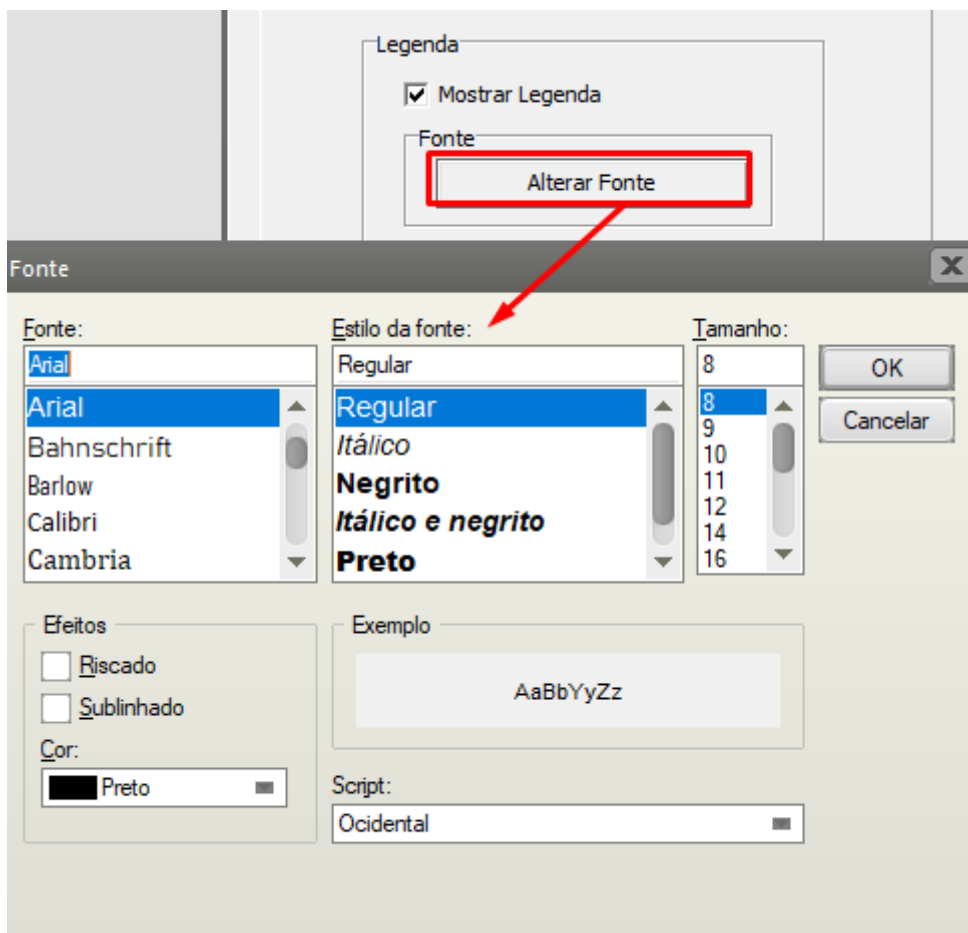 Legenda
Mostrar Legenda
Fonte
Alterar Fonte
Fonte
Fonte:
Estilo da fonte:
Tamanho:
Arial
Regular
8
OK
Cancelar
Arial
Bahnschrift
Barlow
Calibri
Cambria
Regular
Itálico
Negrito
Itálico e negrito
Preto
8
9
10
11
12
14
16
Efeitos
Riscado
Sublinhado
Cor:
Preto
Exemplo
AaBbYyZz
Script:
Ocidental